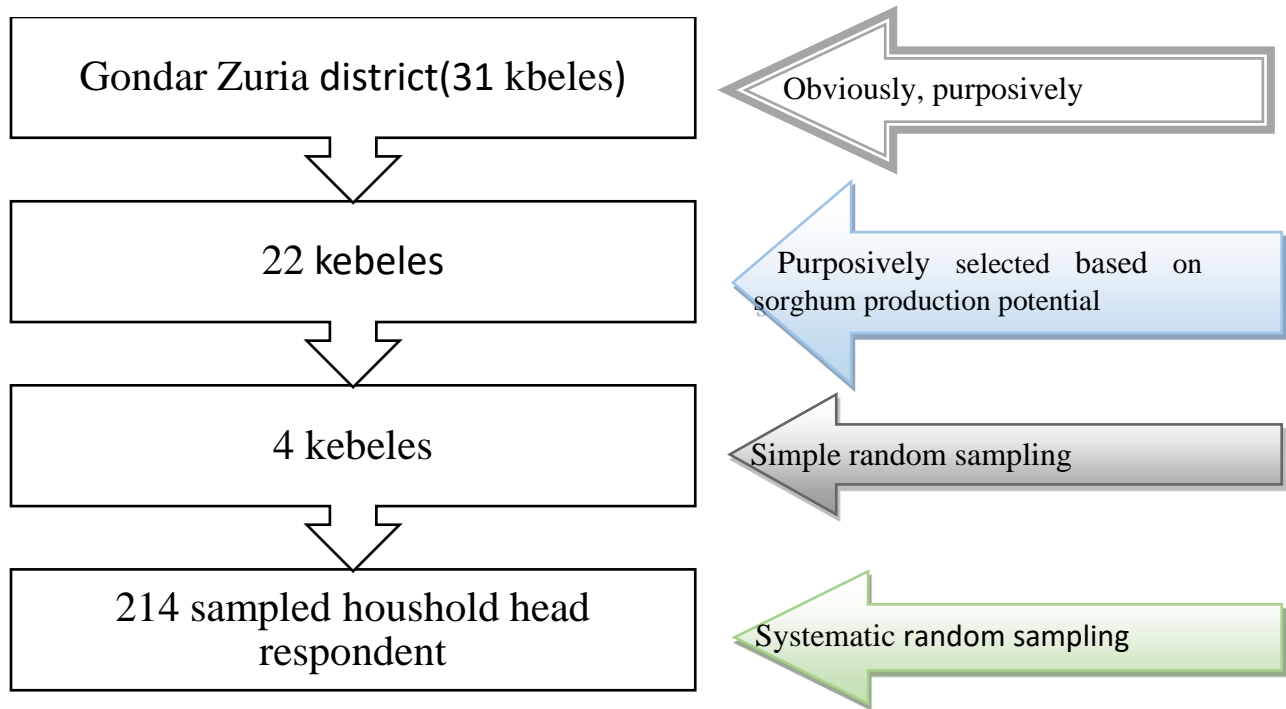 Gondar Zuria district(31 kbeles)
Obviously, purposively
22 kebeles
Purposively selected based on
sorghum production potential
4 kebeles
Simple random sampling
214 sampled houshold head
respondent
Systematic random sampling